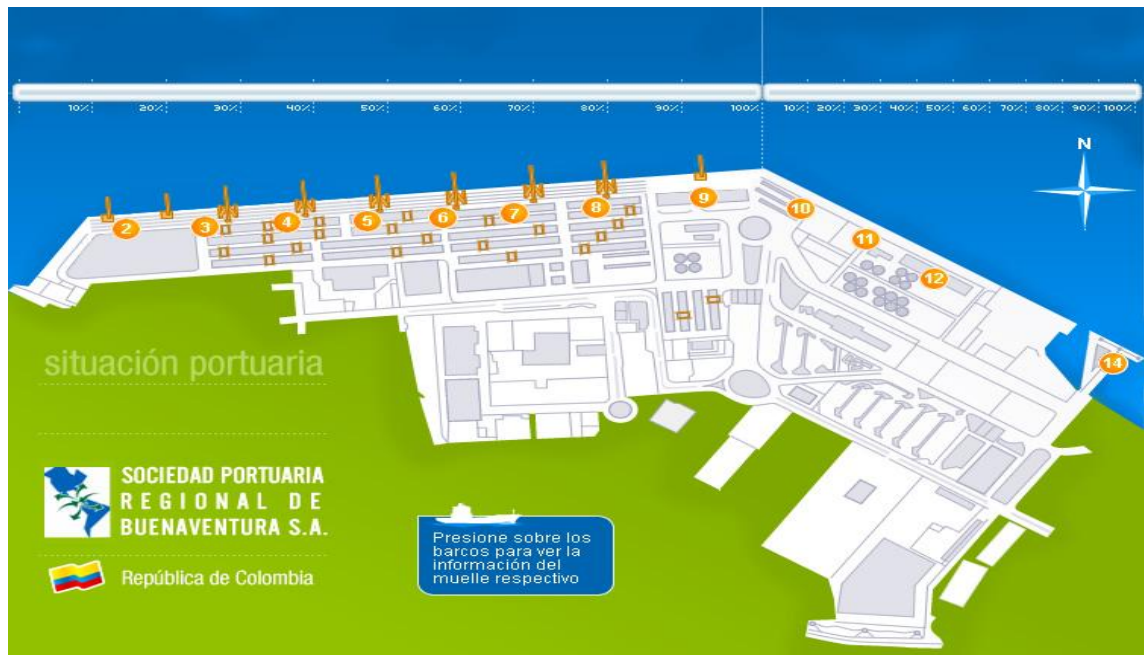 10% 20% 30% 40% 50% 60% 70% 80% 90% 100% 10% 20% 30% 40% 50% 60% 70% 80% 90% 100%
N
2 3 4 5 6 7 8 9 10
11
12
14
situación portuaria
SOCIEDAD PORTUARIA
REGIONAL DE
BUENAVENTURA S.A.
República de Colombia
Presione sobre los
barcos para ver la
información del
muelle respectivo